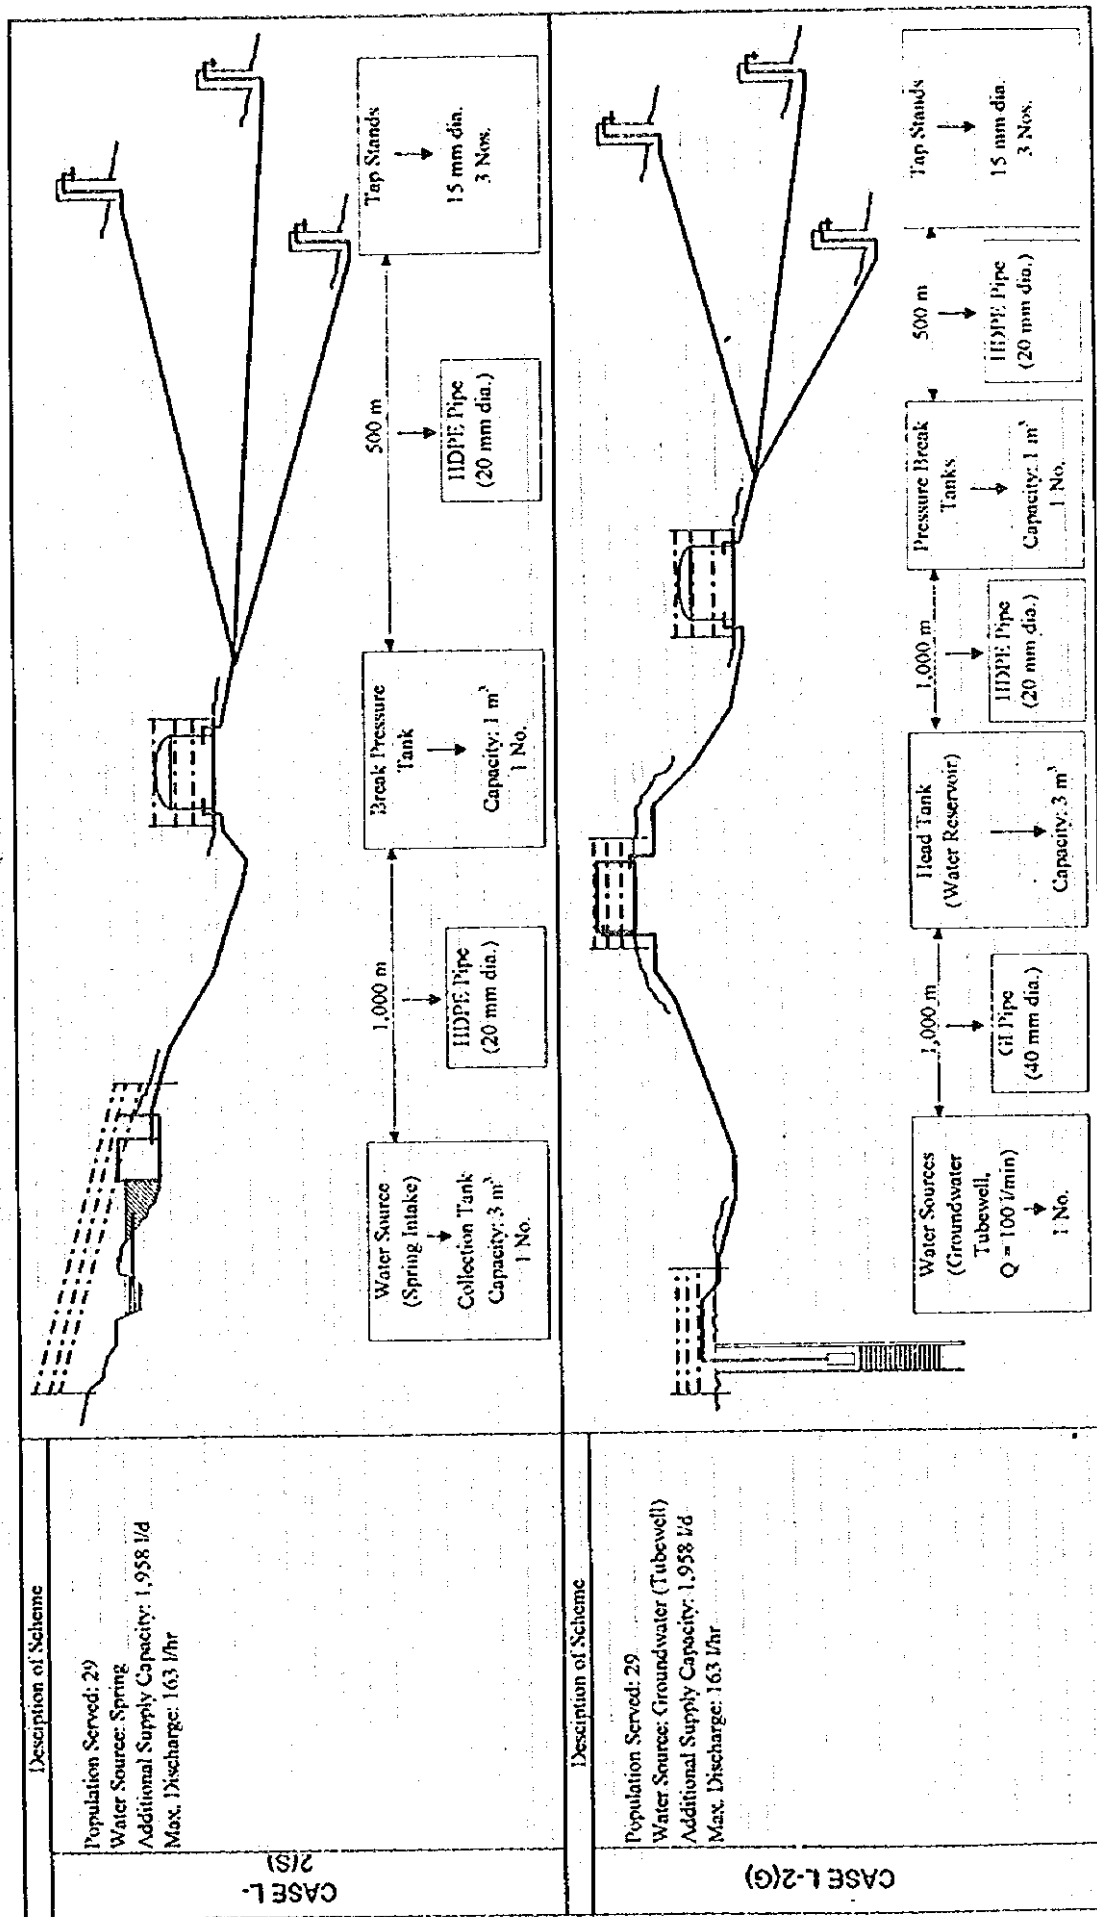 CASE L-
2(S)
Desciption of Scheme
Population Served: 29
Water Source: Spring
Additional Supply Capacity: 1,958 l/d
Max. Discharge: 163 l/hr
Water Source
(Spring Intake)
Collection Tank
Capacity: 3 m³
1 No.
1,000 m
HDPE Pipe
(20 mm dia.)
Break Pressure
Tank
Capacity: 1 m³
1 No.
500 m
HDPE Pipe
(20 mm dia.)
Tap Stands
15 mm dia.
3 Nos.
CASE L-2(G)
Desciption of Scheme
Population Served: 29
Water Source: Groundwater (Tubewell)
Additional Supply Capacity: 1,958 l/d
Max. Discharge: 163 l/hr
Water Sources
(Groundwater
Tubewell,
Q = 100 l/min)
1 No.
1,000 m
GI Pipe
(40 mm dia.)
Head Tank
(Water Reservoir)
Capacity: 3 m³
1,000 m
HDPE Pipe
(20 mm dia.)
Pressure Break
Tanks
Capacity: 1 m³
1 No.
500 m
HDPE Pipe
(20 mm dia.)
Tap Stands
15 mm dia.
3 Nos.